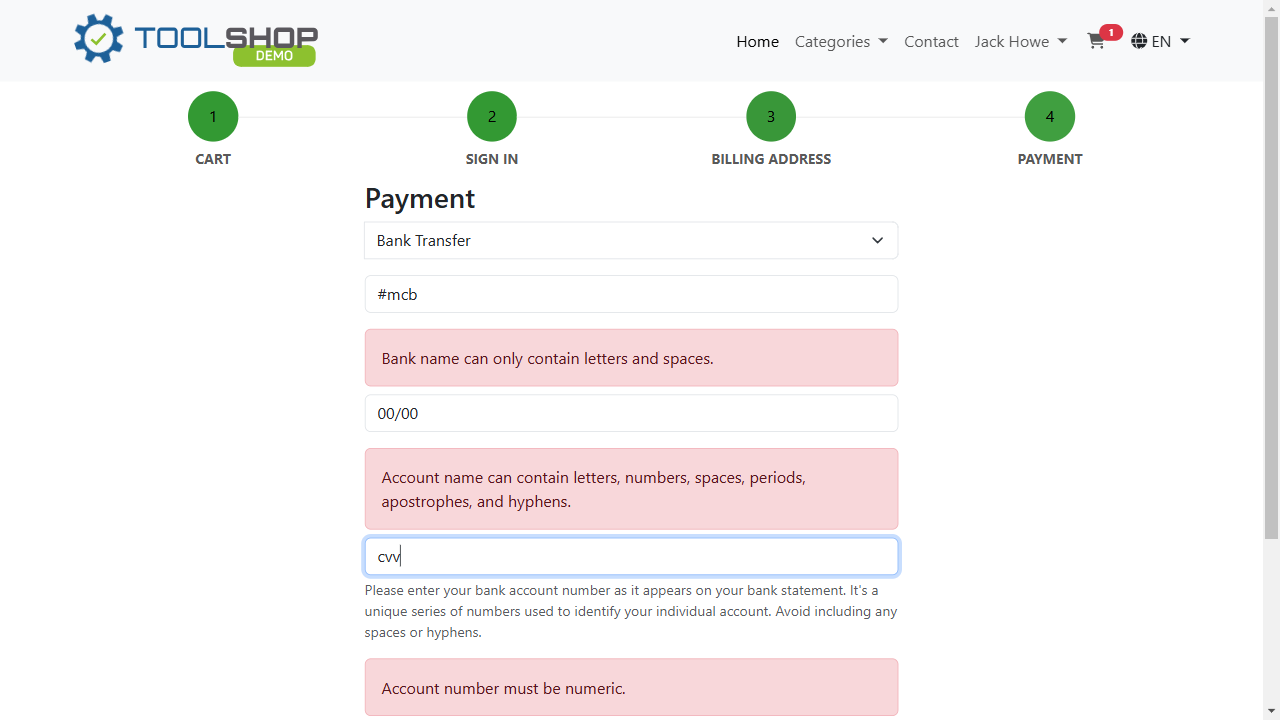 TOOLSHOP
DEMO
Home Categories Contact Jack Howe 1 EN
1 2 3 4
CART SIGN IN BILLING ADDRESS PAYMENT
Payment
Bank Transfer
#mcb
Bank name can only contain letters and spaces.
00/00
Account name can contain letters, numbers, spaces, periods,
apostrophes, and hyphens.
cvv
Please enter your bank account number as it appears on your bank statement. It's a
unique series of numbers used to identify your individual account. Avoid including any
spaces or hyphens.
Account number must be numeric.